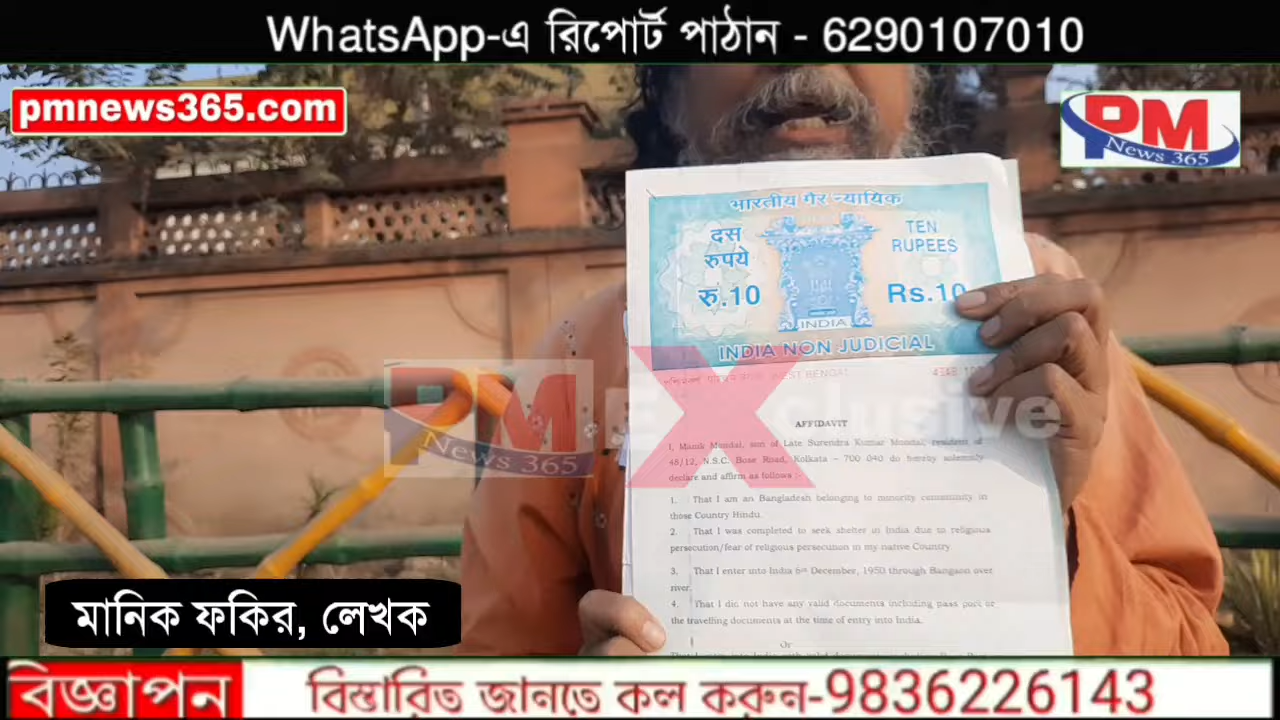 WhatsApp-এ রিপোর্ট পাঠান - 6290107010
pmnews365.com
PM
News 365
भारतीय गैर न्यायिक
दस
रुपये
रु.10
TEN
RUPEES
Rs.10
INDIA
INDIA NON JUDICIAL
WEST BENGAL
PM
News 365
Exclusive
AFFIDAVIT
I, Manik Mondal, son of Late Surendra Kumar Mondal, resident of
48/12, N.S.C. Bose Road, Kolkata – 700 040 do hereby solemnly
declare and affirm as follows :-
1. That I am an Bangladesh belonging to minority community in
those Country Hindu.
2. That I was completed to seek shelter in India due to religious
persecution/fear of religious persecution in my native Country
3. That I enter into India 6th December, 1950 through Bangaon over
river.
4. That I did not have any valid documents including pass port or
the travelling documents at the time of entry into India.
Or
মানিক ফকির, লেখক
বিজ্ঞাপন
বিস্তারিত জানতে কল করুন-9836226143